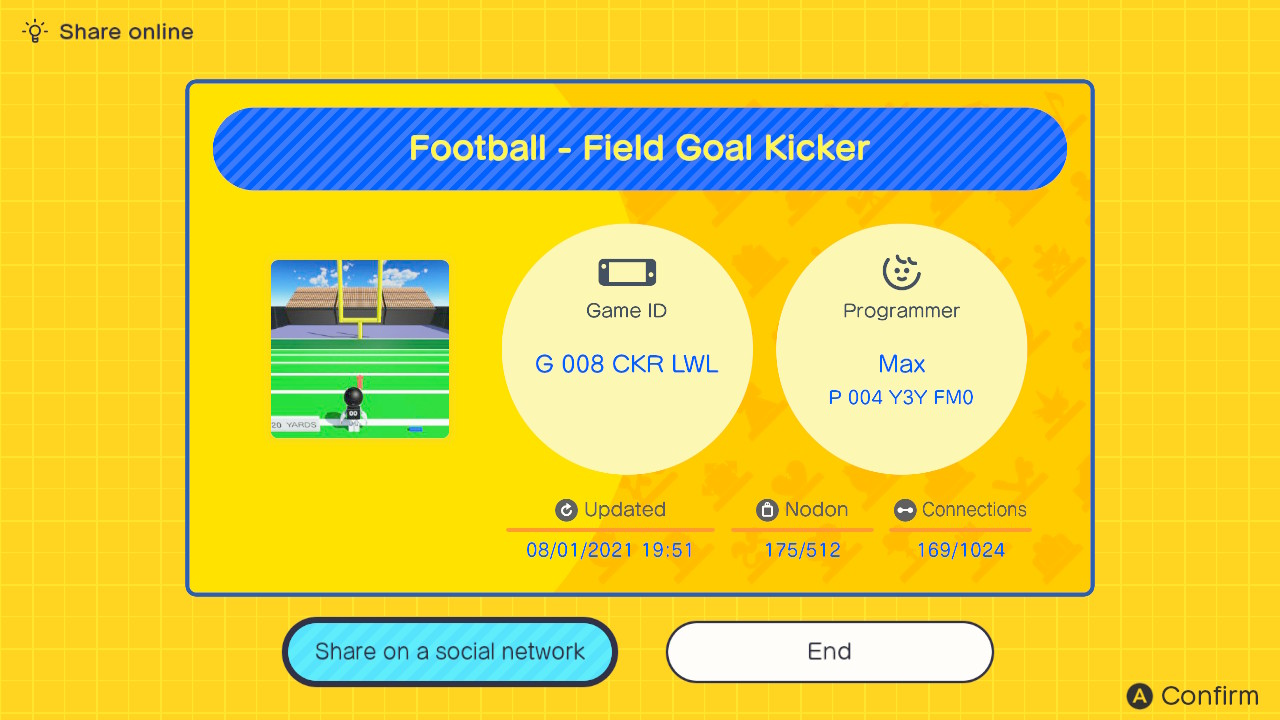 Share online
Football - Field Goal Kicker
Game ID
G 008 CKR LWL
Programmer
Max
P 004 Y3Y FM0
00
20 YARDS
Updated
08/01/2021 19:51
Nodon
175/512
Connections
169/1024
Share on a social network
End
A Confirm